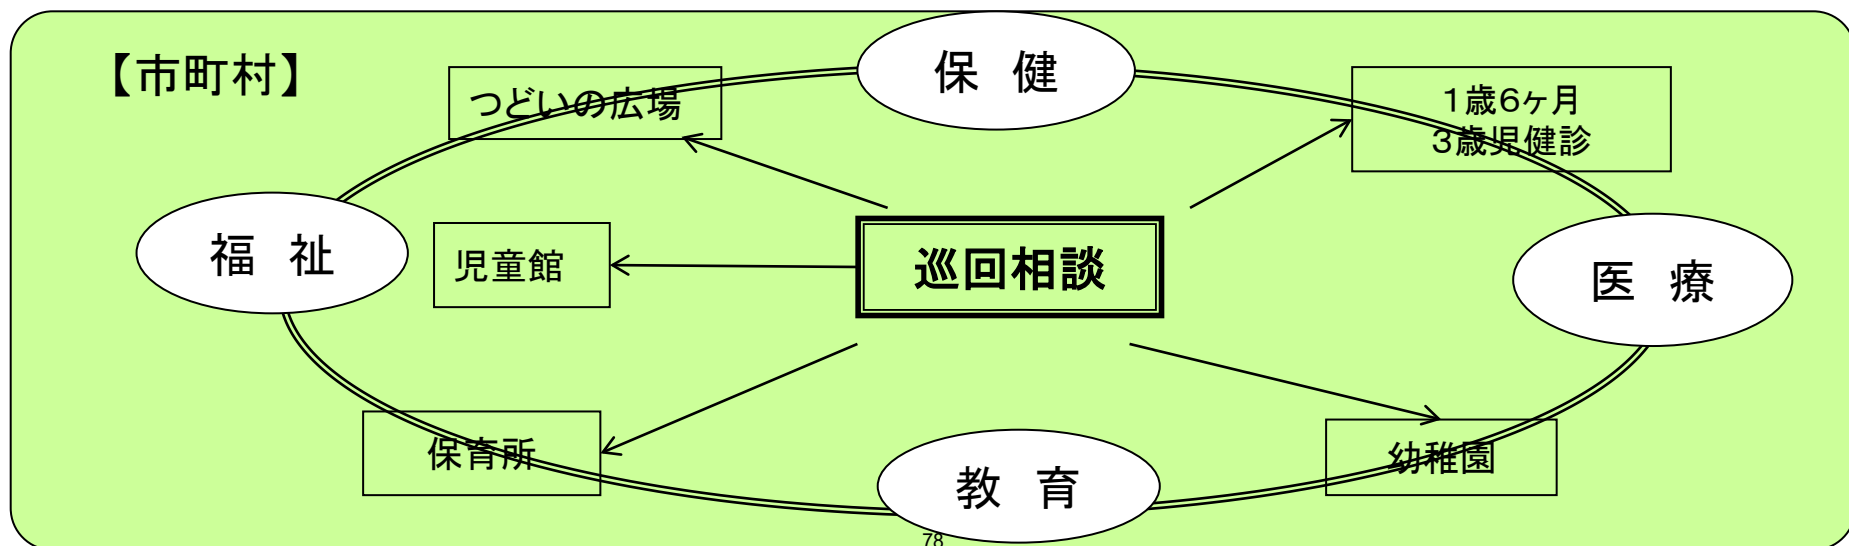 【市町村】
保 健
つどいの広場
1歳6ヶ月
3歳児健診
福 祉
児童館
巡回相談
医 療
保育所
教 育
幼稚園
78